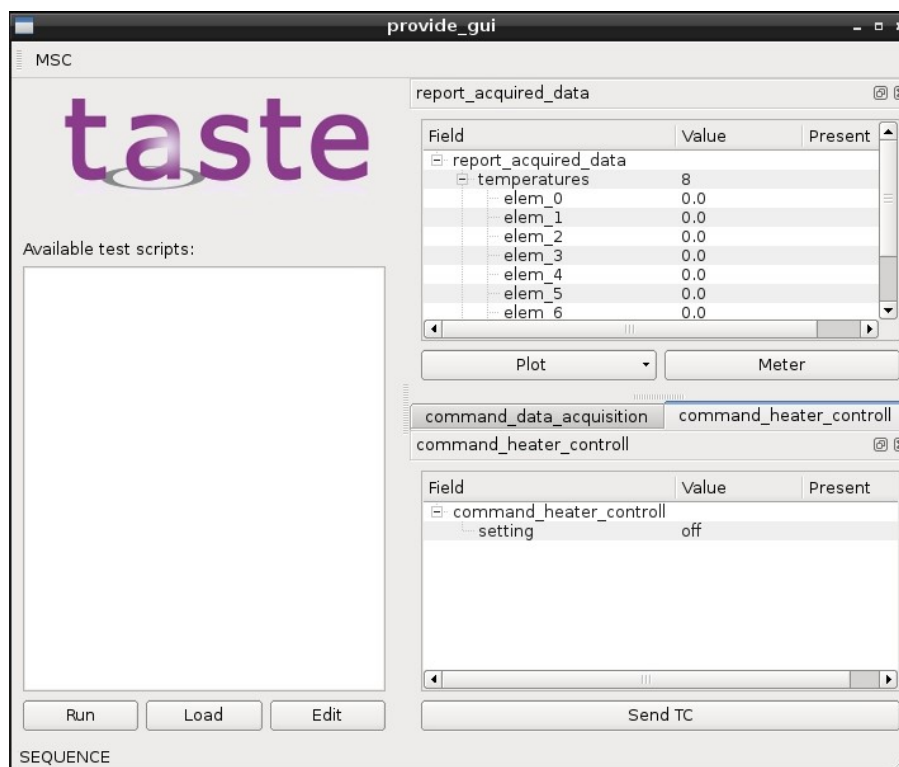 provide_gui
MSC
taste
Available test scripts:
Run Load Edit
SEQUENCE
report_acquired_data
Field Value Present
report_acquired_data
temperatures 8
elem_0 0.0
elem_1 0.0
elem_2 0.0
elem_3 0.0
elem_4 0.0
elem_5 0.0
elem_6 0.0
Plot Meter
command_data_acquisition command_heater_controll
command_heater_controll
Field Value Present
command_heater_controll
setting off
Send TC